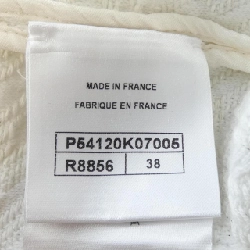 MADE IN FRANCE
FABRIQUE EN FRANCE
P54120K07005
R8856 38